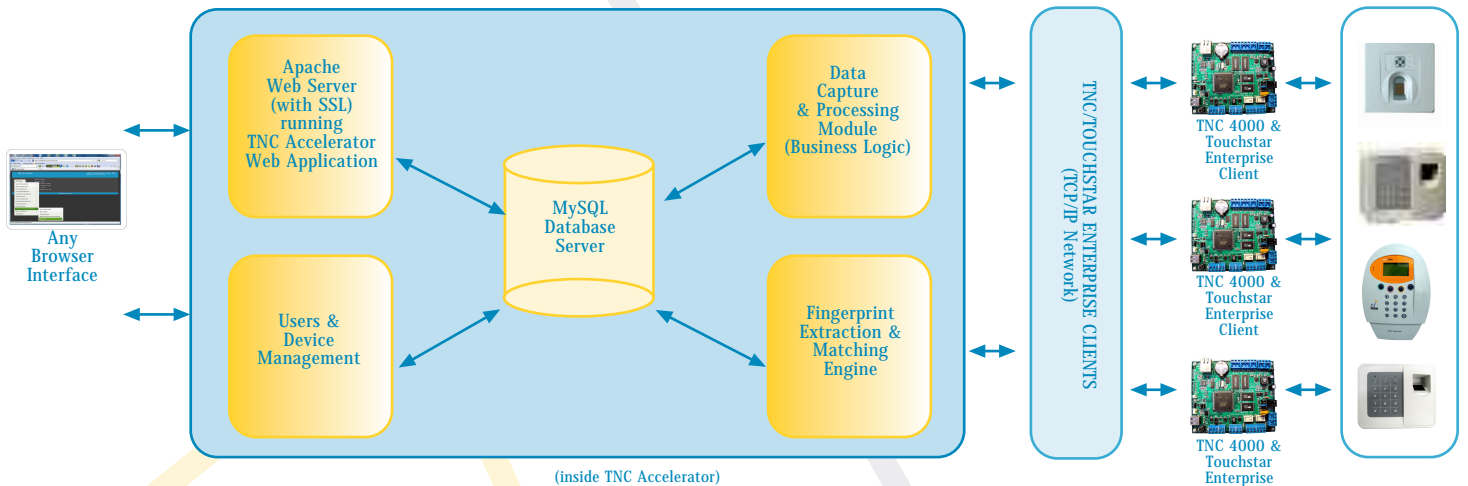 Any
Browser
Interface
Apache
Web Server
(with SSL)
running
TNC Accelerator
Web Application
Users &
Device
Management
MySQL
Database
Server
Data
Capture
& Processing
Module
(Business Logic)
Fingerprint
Extraction &
Matching
Engine
(inside TNC Accelerator)
TNC/TOUCHSTAR ENTERPRISE CLIENTS
(TCP/IP Network)
TNC 4000 &
Touchstar
Enterprise
Client
TNC 4000 &
Touchstar
Enterprise
Client
TNC 4000 &
Touchstar
Enterprise